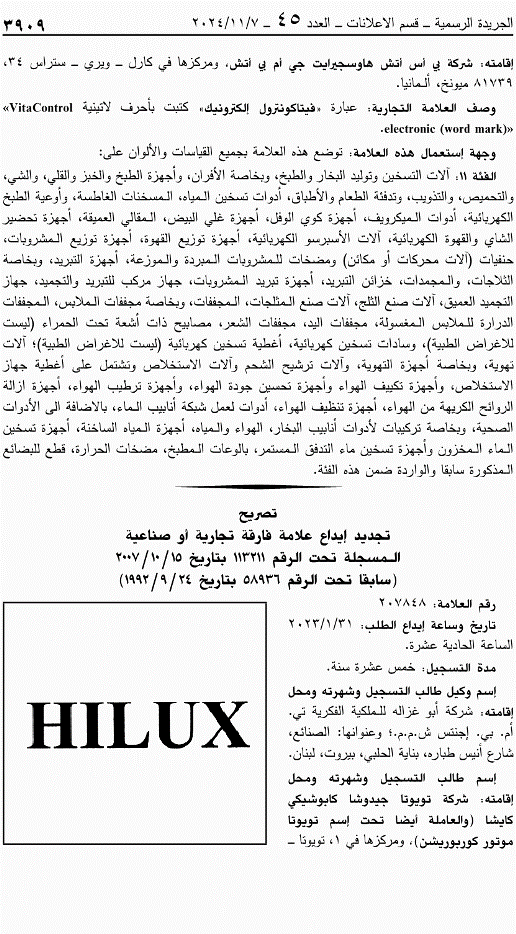 الجريدة الرسمية ــ قسم الاعلانات ــ العدد ٤٥ ــ ٢٠٢٤/١١/٧ ٣٩٠٩
إقامته: شركة بي أس أتش هاوسجيرايت جي أم بي أتش، ومركزها في كارل ــ ويري ــ ستراس ٣٤،
٨١٧٣٩ ميونخ، ألمانيا.
وصف العلامة التجارية: عبارة «فيتاكونترول إلكترونيك» كتبت بأحرف لاتينية «VitaControl
electronic (word mark)».
وجهة إستعمال هذه العلامة: توضع هذه العلامة بجميع القياسات والألوان على:
الفئة ١١: آلات التسخين وتوليد البخار والطبخ، وبخاصة الأفران، وأجهزة الطبخ والخبز والقلي، والشي،
والتحميص، والتذويب، وتدفئة الطعام والأطباق، أدوات تسخين المياه، المسخنات الغاطسة، وأوعية الطبخ
الكهربائية، أدوات الميكرويف، أجهزة كوي الوفل، أجهزة غلي البيض، المقالي العميقة، أجهزة تحضير
الشاي والقهوة الكهربائية، آلات الأسبرسو الكهربائية، أجهزة توزيع القهوة، أجهزة توزيع المشروبات،
حنفيات (آلات محركات أو مكائن) ومضخات للمشروبات المبردة والموزعة، أجهزة التبريد، وبخاصة
الثلاجات، والمجمدات، خزائن التبريد، أجهزة تبريد المشروبات، جهاز مركب للتبريد والتجميد، جهاز
التجميد العميق، آلات صنع الثلج، آلات صنع المثلجات، المجففات، وبخاصة مجففات الملابس، المجففات
الدرارة للملابس المغسولة، مجففات اليد، مجففات الشعر، مصابيح ذات أشعة تحت الحمراء (ليست
للاغراض الطبية)، وسادات تسخين كهربائية، أغطية تسخين كهربائية (ليست للاغراض الطبية)؛ آلات
تهوية، وبخاصة أجهزة التهوية، وآلات ترشيح الشحم وآلات الاستخلاص وتشتمل على أغطية جهاز
الاستخلاص، وأجهزة تكييف الهواء وأجهزة تحسين جودة الهواء، وأجهزة ترطيب الهواء، أجهزة ازالة
الروائح الكريهة من الهواء، أجهزة تنظيف الهواء، أدوات لعمل شبكة أنابيب الماء، بالاضافة الى الأدوات
الصحية، وبخاصة تركيبات لأدوات أنابيب البخار، الهواء والمياه، أجهزة المياه الساخنة، أجهزة تسخين
الماء المخزون وأجهزة تسخين ماء التدفق المستمر، بالوعات المطبخ، مضخات الحرارة، قطع للبضائع
المذكورة سابقا والواردة ضمن هذه الفئة.
تصريح
تجديد إيداع علامة فارقة تجارية أو صناعية
المسجلة تحت الرقم ١١٣٢١١ بتاريخ ٢٠٠٧/١٠/١٥
(سابقا تحت الرقم ٥٨٩٣٦ بتاريخ ١٩٩٢/٩/٢٤)
رقم العلامة: ٢٠٧٨٤٨
تاريخ وساعة إيداع الطلب: ٢٠٢٣/١/٣١
الساعة الحادية عشرة.
مدة التسجيل: خمس عشرة سنة.
إسم وكيل طالب التسجيل وشهرته ومحل
إقامته: شركة أبو غزاله للملكية الفكرية تي.
أم. بي. إجنتس ش.م.م.؛ وعنوانها: الصنائع،
شارع أنيس طباره، بناية الحلبي، بيروت، لبنان.
إسم طالب التسجيل وشهرته ومحل
إقامته: شركة تويوتا جيدوشا كابوشيكي
كايشا (والعاملة أيضا تحت إسم تويوتا
موتور كوربوريشن)، ومركزها في ١، تويوتا ــ
HILUX